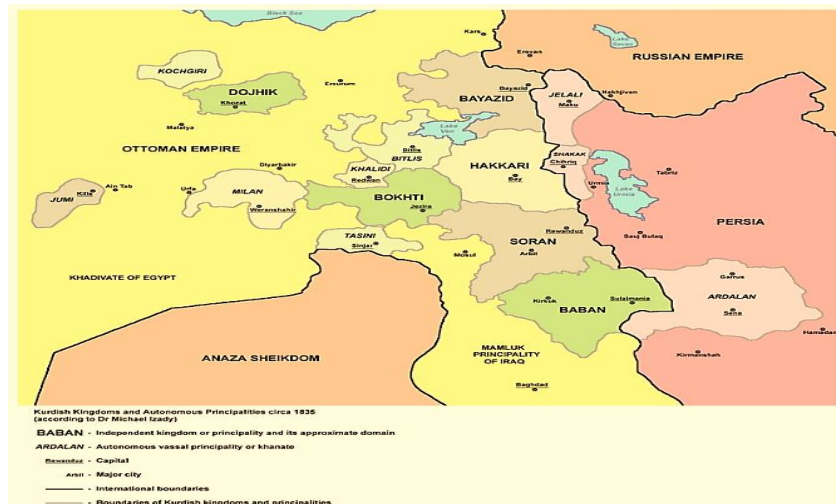 Black Sea
Kars
Lake
Sevan
Erevan
RUSSIAN EMPIRE
KOCHGIRI
DOJHIK
Khozat
Erzurum
BAYAZID
Bayazid
JELALI
Maku
Nakhjivan
Malatya
Lake
Van
OTTOMAN EMPIRE
Bitlis
BITLIS
SHAKAK
Chihriq
Diyarbakir
KHALIDI
Redwan
HAKKARI
Bay
Tabriz
Urmia
Lake
Urmia
JUMI
Kilis
Ain Tab
Urfa
MILAN
Weranshahir
BOKHTI
Jezira
PERSIA
TASINI
Sinjar
SORAN
Rewanduz
Arbil
Sauj Bulaq
Mosul
KHADIVATE OF EGYPT
Garrus
ARDALAN
Sena
Kirkuk
Sulaimania
BABAN
Hamadan
ANAZA SHEIKDOM
MAMLUK
PRINCIPALITY
OF IRAQ
Kirmanshah
Baghdad
Kurdish Kingdoms and Autonomous Principalities circa 1835
(according to Dr Michael Izady)
BABAN - Independent kingdom or principality and its approximate domain
ARDALAN - Autonomous vassal principality or khanate
Rewanduz - Capital
Arbil - Major city
- International boundaries
- Boundaries of Kurdish kingdoms and principalities